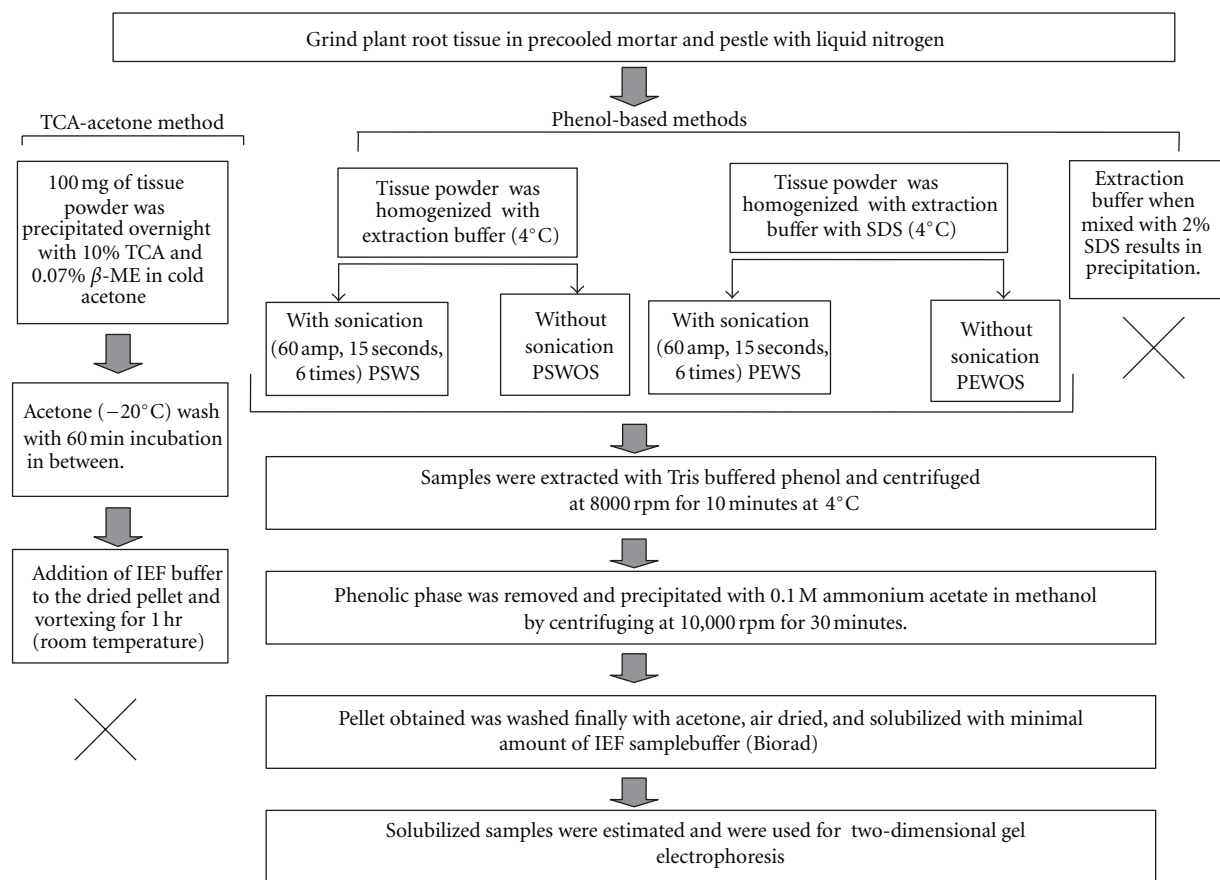 Grind plant root tissue in precooled mortar and pestle with liquid nitrogen
TCA-acetone method
100 mg of tissue
powder was
precipitated overnight
with 10% TCA and
0.07% β-ME in cold
acetone
Acetone (−20°C) wash
with 60 min incubation
in between.
Addition of IEF buffer
to the dried pellet and
vortexing for 1 hr
(room temperature)
Phenol-based methods
Tissue powder was
homogenized with
extraction buffer (4°C)
With sonication
(60 amp, 15 seconds,
6 times) PSWS
Without
sonication
PSWOS
Tissue powder was
homogenized with extraction
buffer with SDS (4°C)
With sonication
(60 amp, 15 seconds,
6 times) PEWS
Without
sonication
PEWOS
Extraction
buffer when
mixed with 2%
SDS results in
precipitation.
Samples were extracted with Tris buffered phenol and centrifuged
at 8000 rpm for 10 minutes at 4°C
Phenolic phase was removed and precipitated with 0.1 M ammonium acetate in methanol
by centrifuging at 10,000 rpm for 30 minutes.
Pellet obtained was washed finally with acetone, air dried, and solubilized with minimal
amount of IEF samplebuffer (Biorad)
Solubilized samples were estimated and were used for two-dimensional gel
electrophoresis